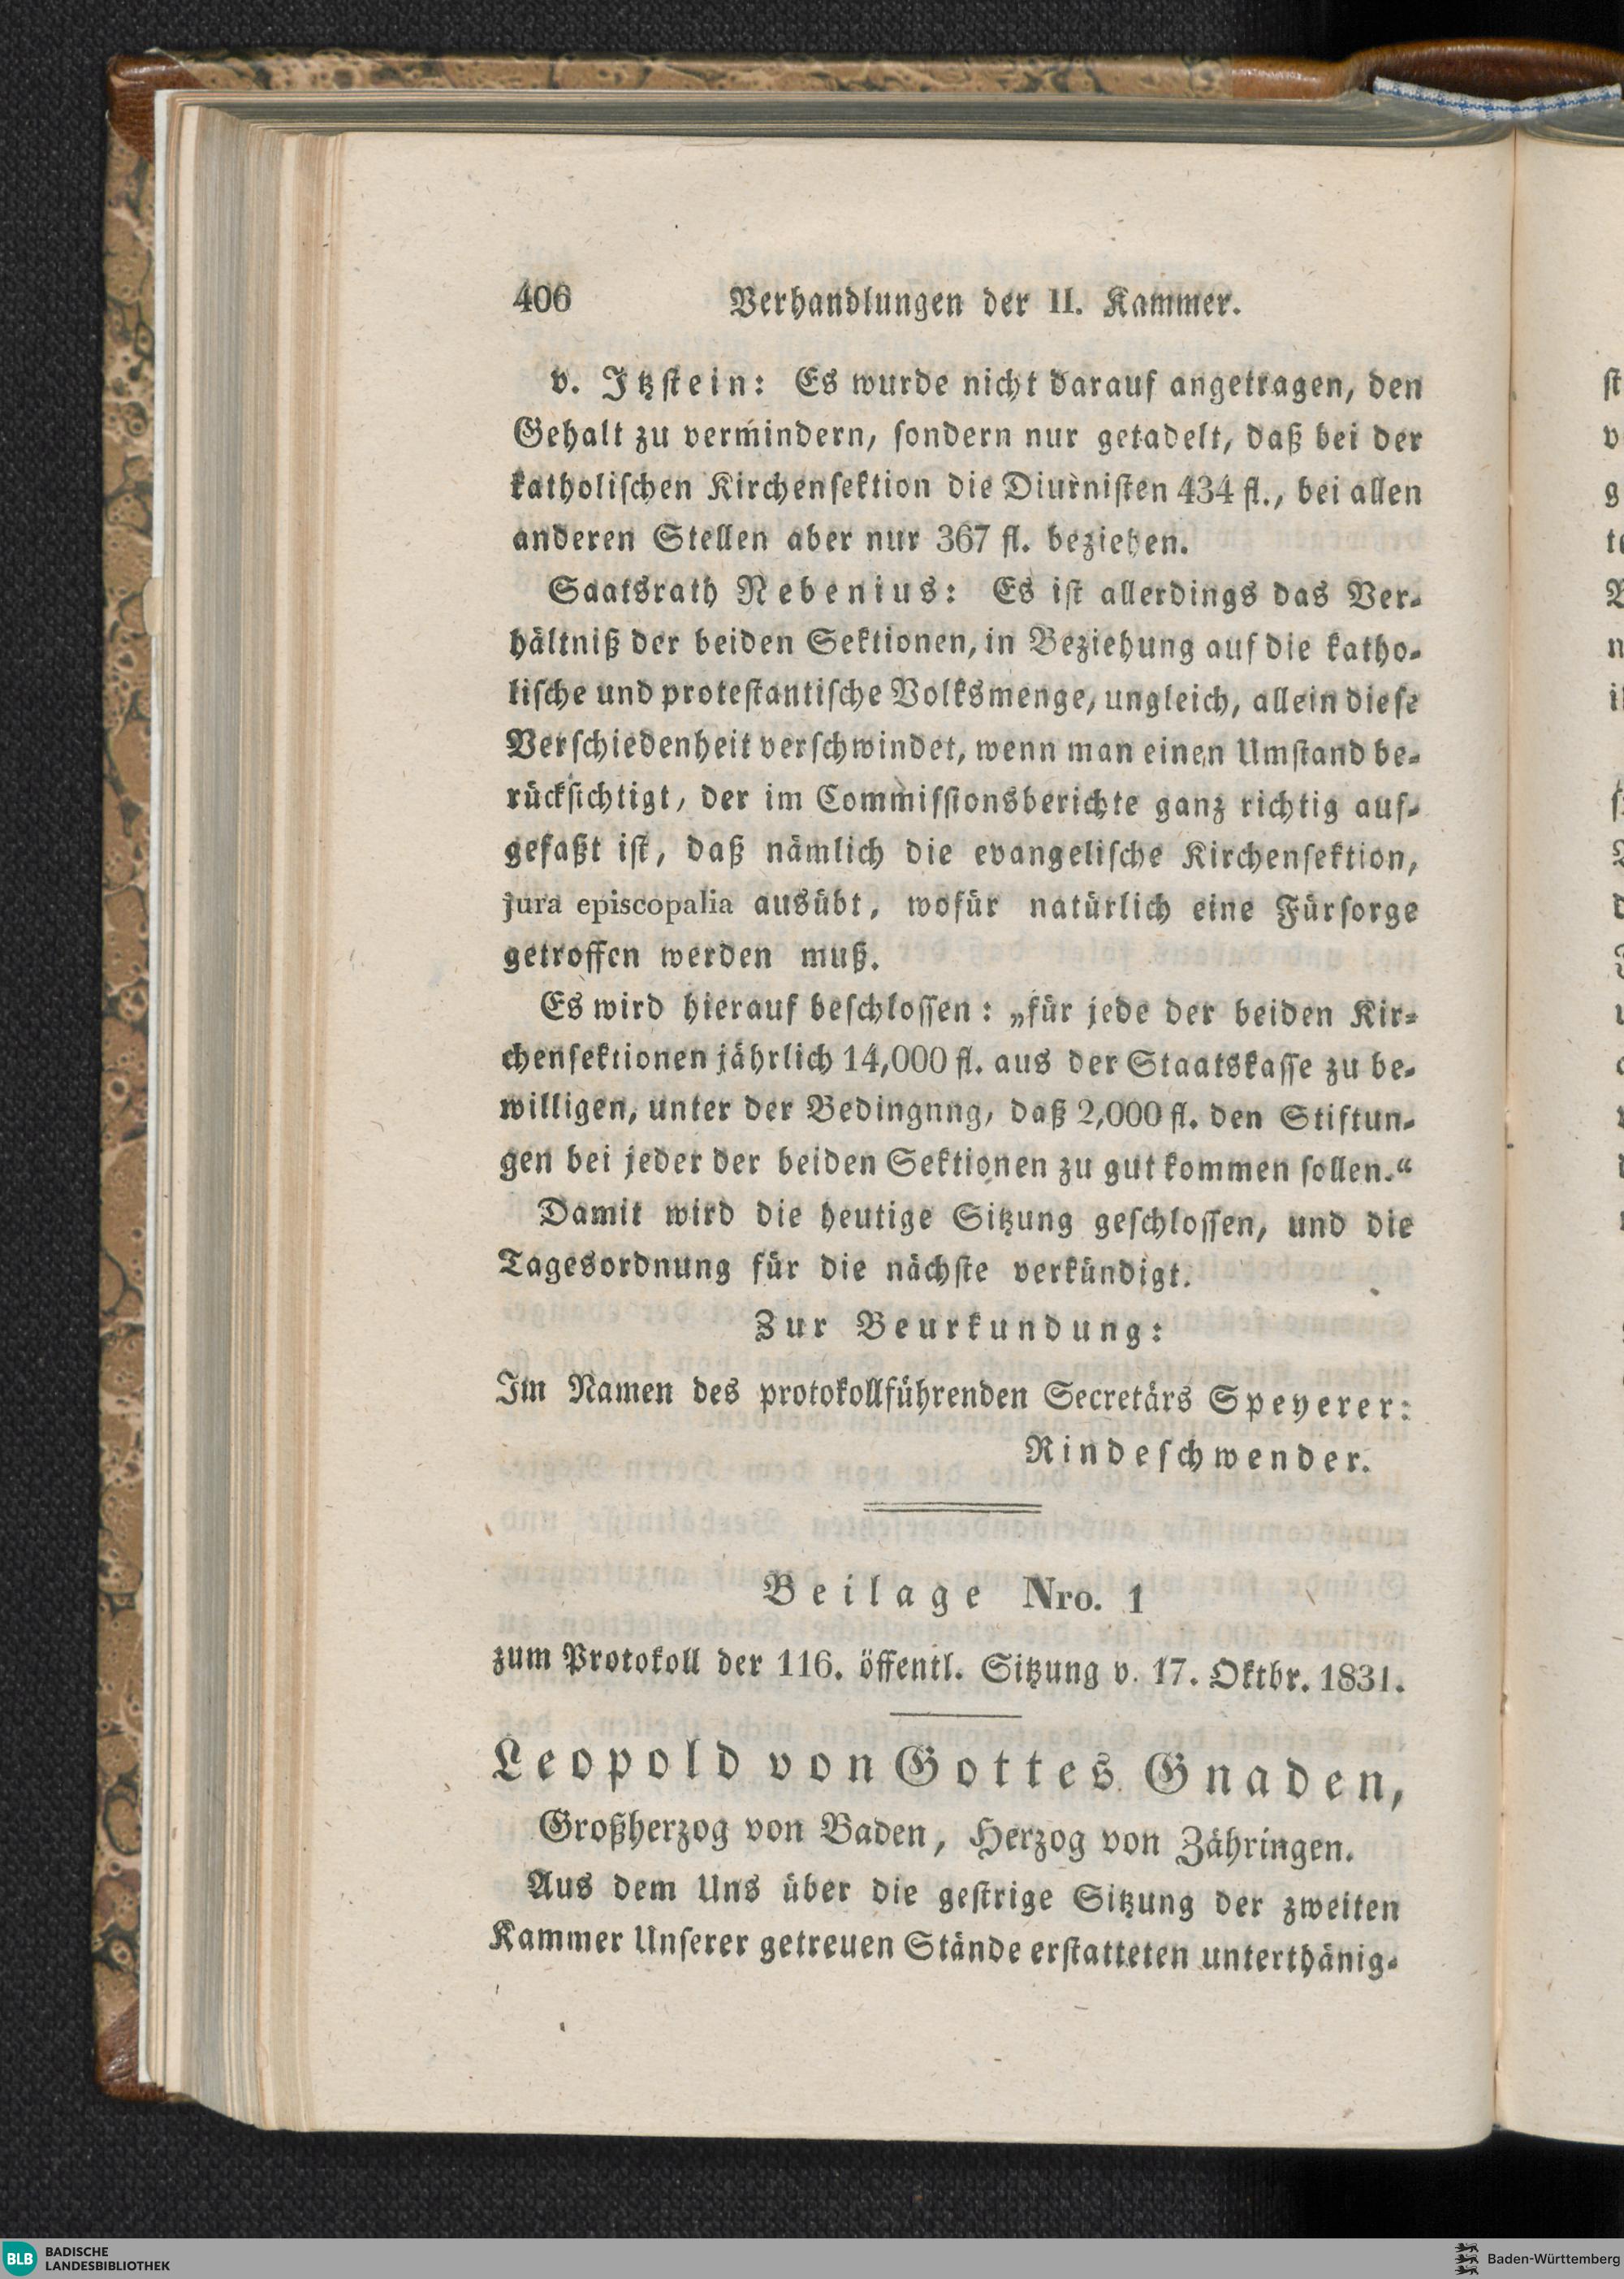 406 Verhandlungen der II. Kammer.
v. Itzstein: Es wurde nicht darauf angetragen, den
Gehalt zu vermindern, sondern nur getadelt, daß bei der
katholischen Kirchensektion die Diurnisten 434 fl., bei allen
anderen Stellen aber nur 367 fl. beziehen.
Saatsrath Nebenius: Es ist allerdings das Ver-
hältniß der beiden Sektionen, in Beziehung auf die katho-
lische und protestantische Volksmenge, ungleich, allein diese
Verschiedenheit verschwindet, wenn man einen Umstand be-
rücksichtigt, der im Commissionsberichte ganz richtig auf-
gefaßt ist, daß nämlich die evangelische Kirchensektion,
jura episcopalia ausübt, wofür natürlich eine Fürsorge
getroffen werden muß.
Es wird hierauf beschlossen: „für jede der beiden Kir-
chensektionen jährlich 14,000 fl. aus der Staatskasse zu be-
willigen, unter der Bedingnng, daß 2,000 fl. den Stiftun-
gen bei jeder der beiden Sektionen zu gut kommen sollen.“
Damit wird die heutige Sitzung geschlossen, und die
Tagesordnung für die nächste verkündigt.
Zur Beurkundung:
Im Namen des protokollführenden Secretärs Speyerer:
Rindeschwender.
Beilage Nro. 1
zum Protokoll der 116. öffentl. Sitzung v. 17. Oktbr. 1831.
Leopold von Gottes Gnaden,
Großherzog von Baden, Herzog von Zähringen.
Aus dem Uns über die gestrige Sitzung der zweiten
Kammer Unserer getreuen Stände erstatteten unterthänig-
BLB BADISCHE
LANDESBIBLIOTHEK
Baden-Württemberg